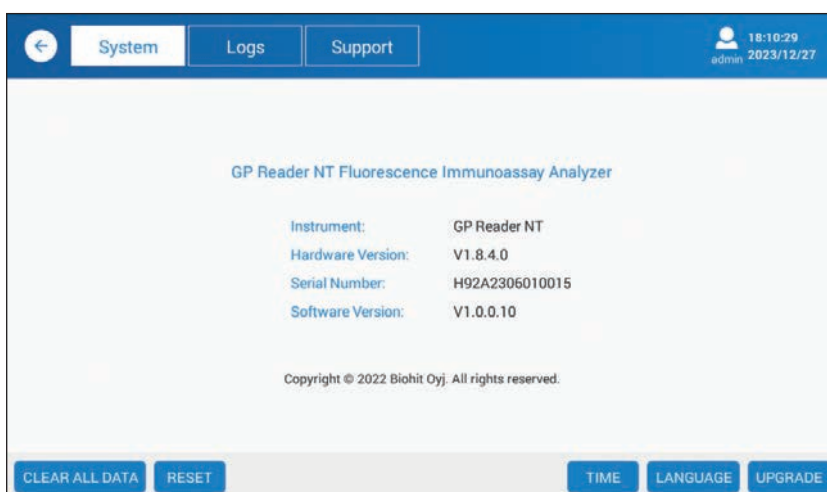 System Logs Support 18:10:29
admin 2023/12/27
GP Reader NT Fluorescence Immunoassay Analyzer
Instrument: GP Reader NT
Hardware Version: V1.8.4.0
Serial Number: H92A2306010015
Software Version: V1.0.0.10
Copyright © 2022 Biohit Oyj. All rights reserved.
CLEAR ALL DATA RESET TIME LANGUAGE UPGRADE